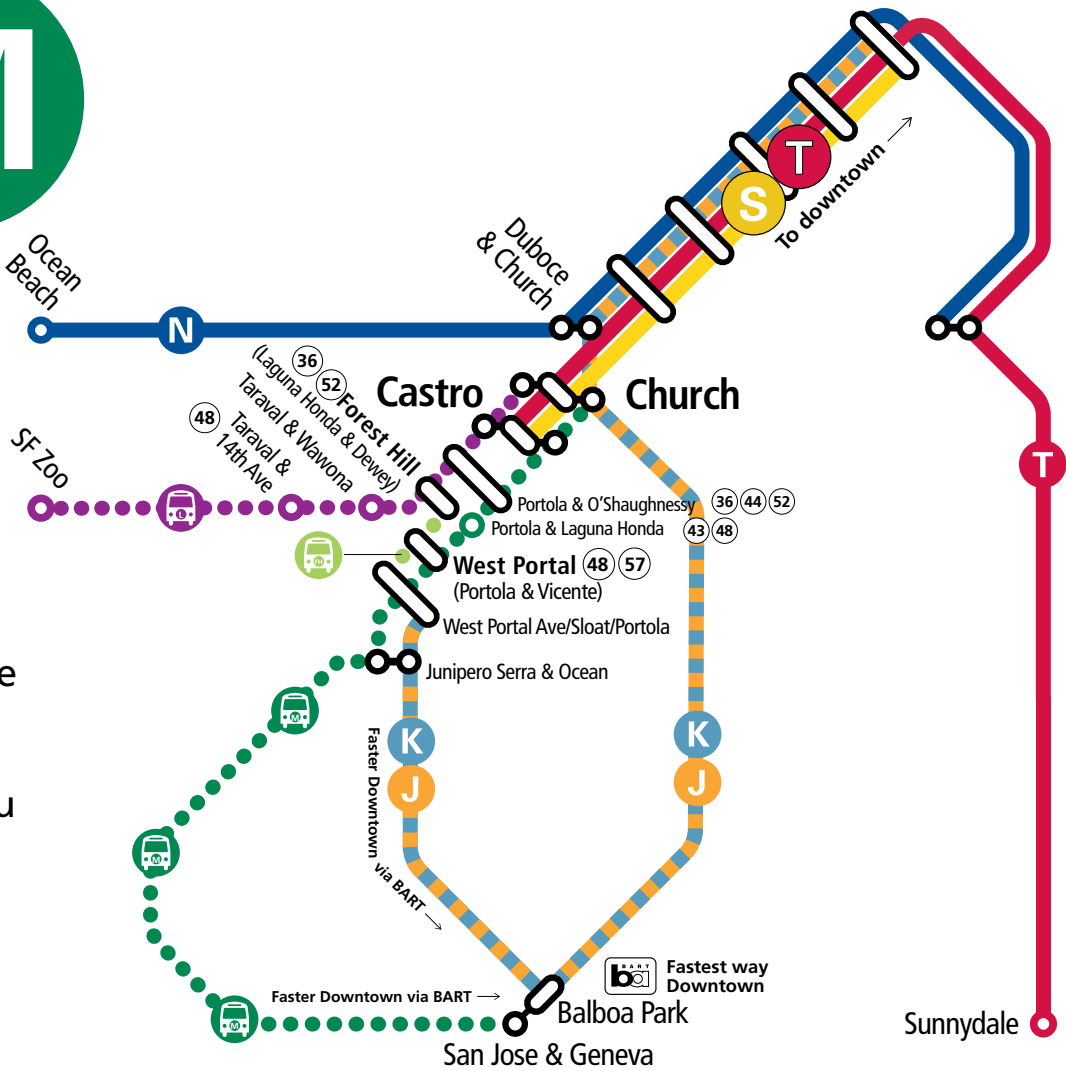 M
T
S
To downtown
Duboce
& Church
Ocean
Beach
N
36
52
Forest Hill
(Laguna Honda & Dewey)
Taraval & Wawona
48
Taraval &
14th Ave
Castro
Church
SF Zoo
L
Portola & O'Shaughnessy
36
44
52
Portola & Laguna Honda
43
48
FH
West Portal
48
57
(Portola & Vicente)
West Portal Ave/Sloat/Portola
Junipero Serra & Ocean
T
e
M
K
J
K
J
Faster Downtown via BART
u
M
BART
ba
Fastest way
Downtown
Faster Downtown via BART
M
Balboa Park
San Jose & Geneva
Sunnydale